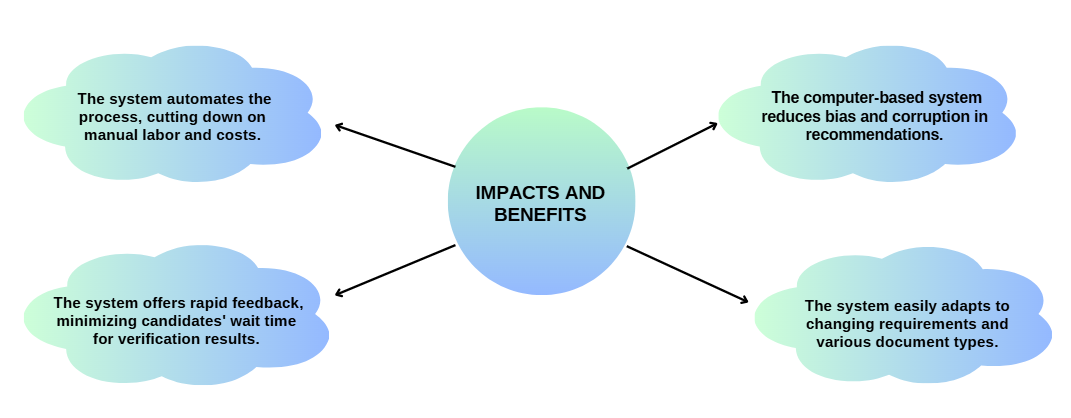 The system automates the
process, cutting down on
manual labor and costs.
The computer-based system
reduces bias and corruption in
recommendations.
IMPACTS AND
BENEFITS
The system offers rapid feedback,
minimizing candidates' wait time
for verification results.
The system easily adapts to
changing requirements and
various document types.